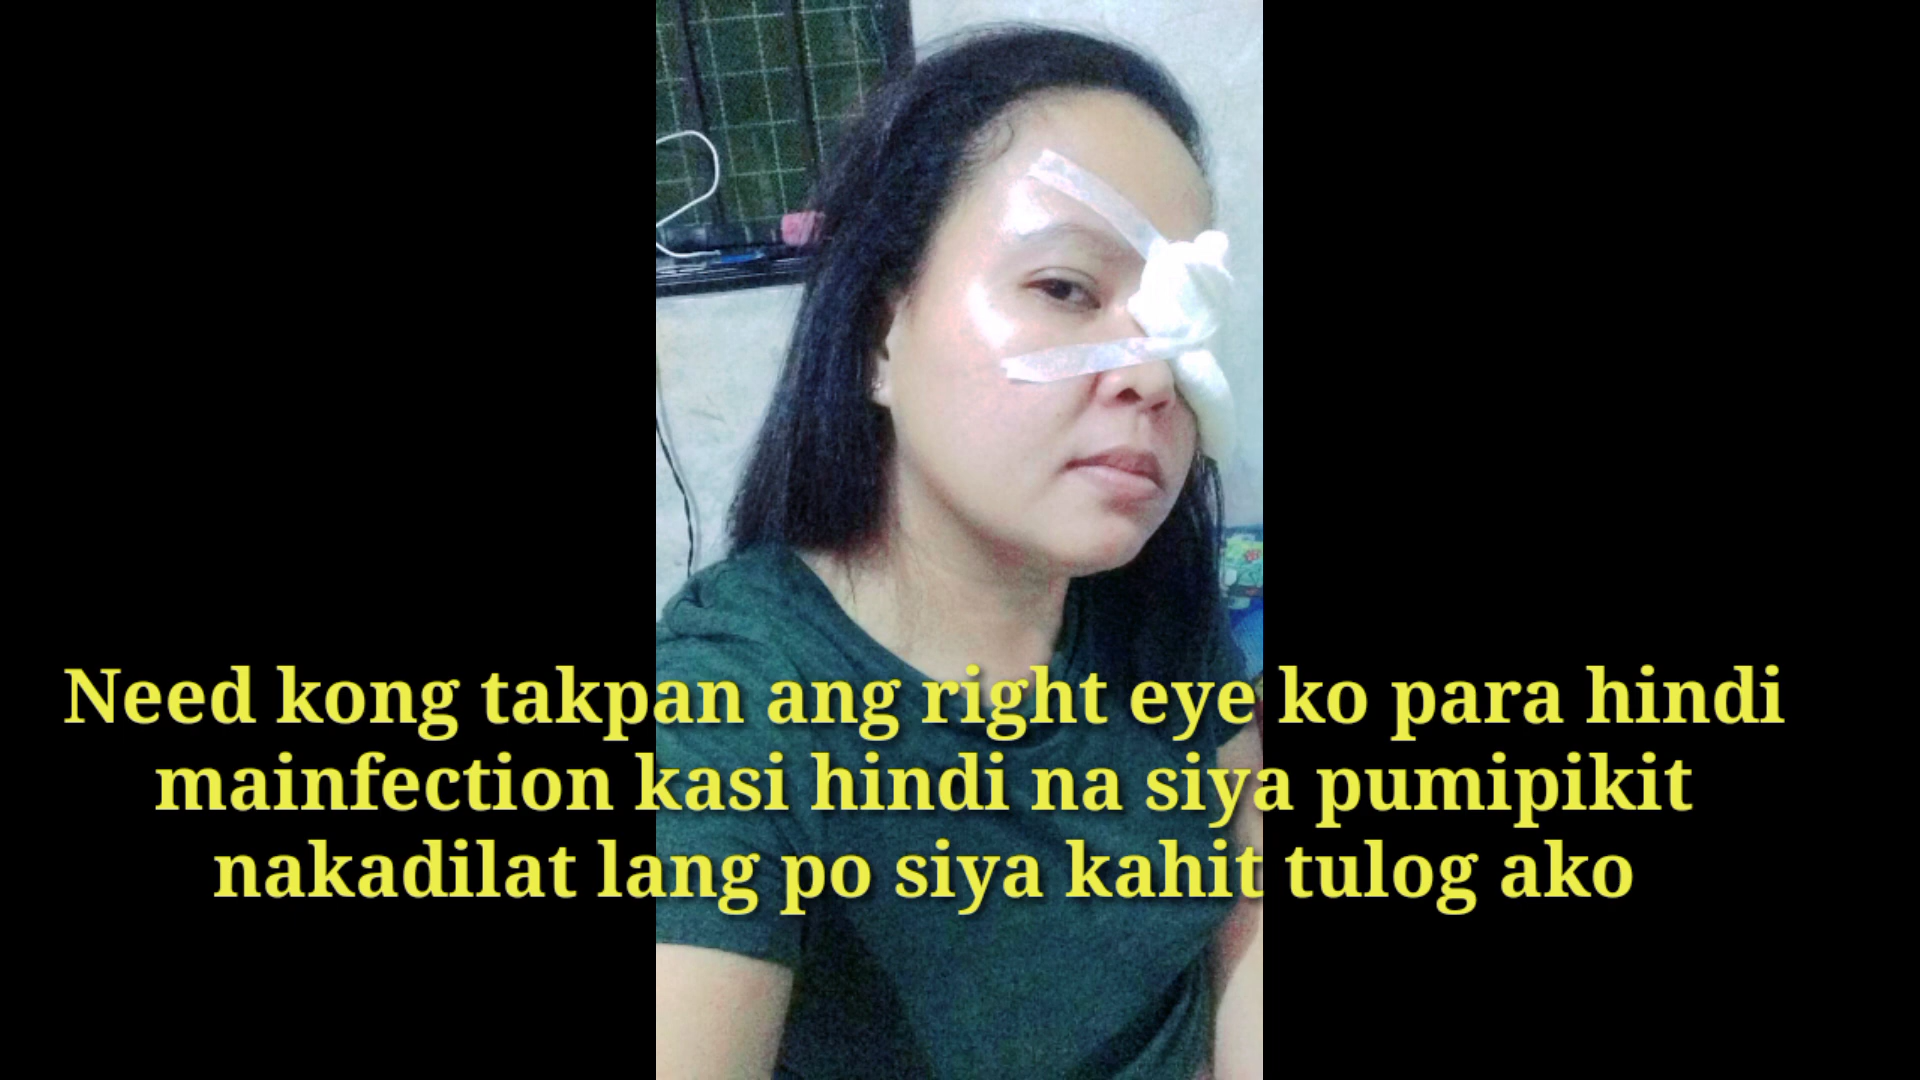 Need kong takpan ang right eye ko para hindi
mainfection kasi hindi na siya pumipikit
nakadilat lang po siya kahit tulog ako